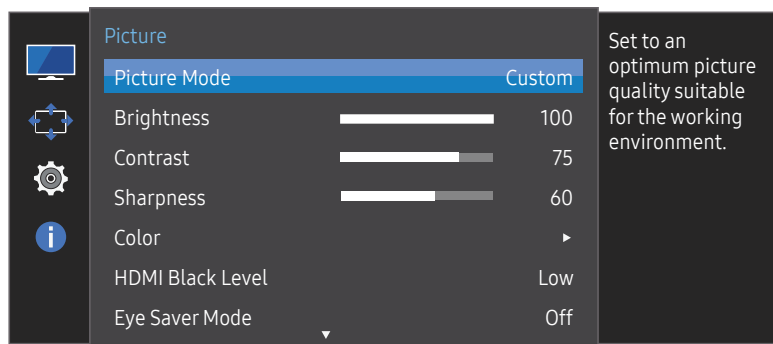 Picture
Picture Mode Custom
Brightness 100
Contrast 75
Sharpness 60
Color
HDMI Black Level Low
Eye Saver Mode Off
Set to an
optimum picture
quality suitable
for the working
environment.